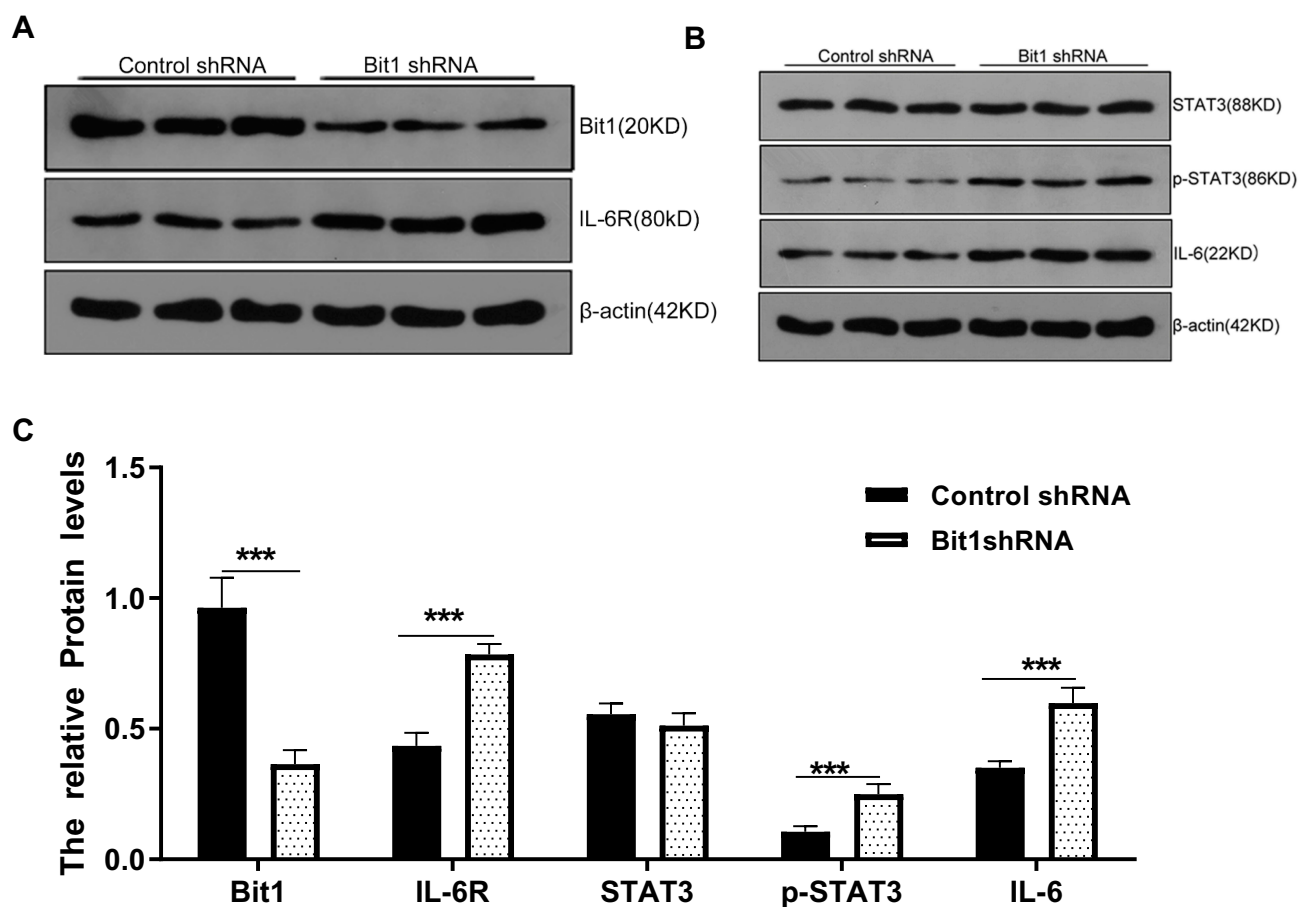 A
Control shRNA Bit1 shRNA
Bit1(20KD)
IL-6R(80kD)
β-actin(42KD)
B
Control shRNA Bit1 shRNA
STAT3(88KD)
p-STAT3(86KD)
IL-6(22KD)
β-actin(42KD)
C
The relative Protain levels
1.5
1.0
0.5
0.0
Control shRNA
Bit1shRNA
***
***
***
***
Bit1 IL-6R STAT3 p-STAT3 IL-6